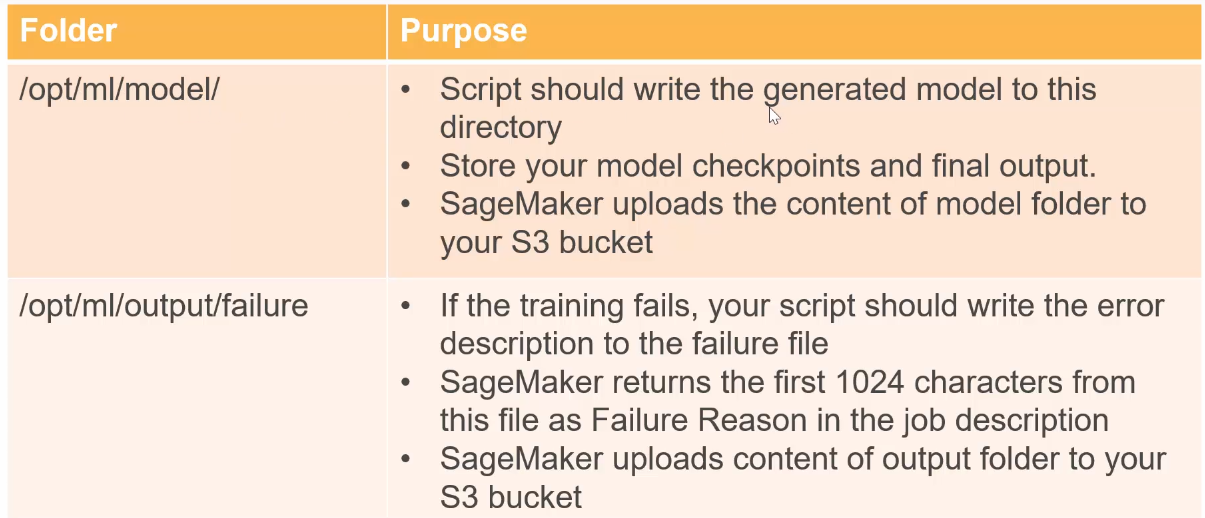 Folder
Purpose
/opt/ml/model/
• Script should write the generated model to this
directory
• Store your model checkpoints and final output.
• SageMaker uploads the content of model folder to
your S3 bucket
/opt/ml/output/failure
• If the training fails, your script should write the error
description to the failure file
• SageMaker returns the first 1024 characters from
this file as Failure Reason in the job description
• SageMaker uploads content of output folder to your
S3 bucket